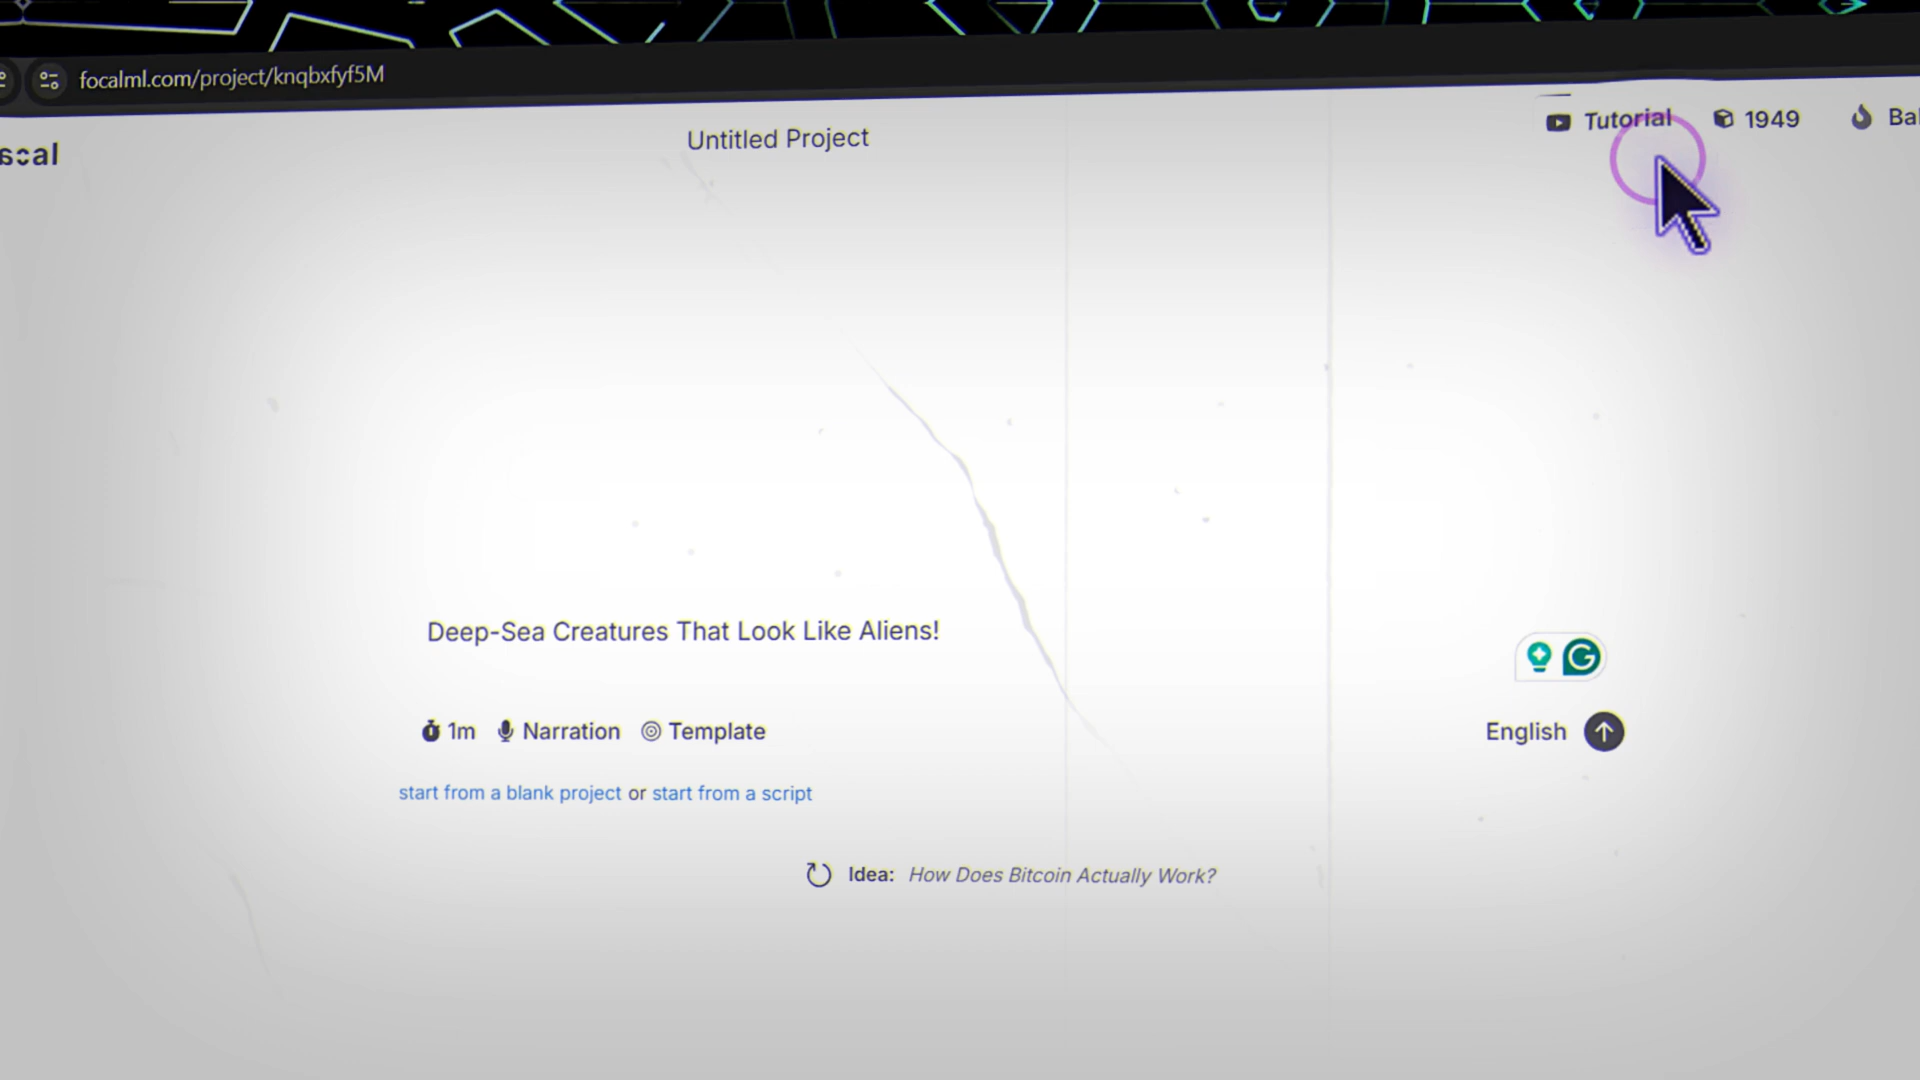 focalml.com/project/knqbxfyf5M
Untitled Project
Tutorial
1949
Deep-Sea Creatures That Look Like Aliens!
1m Narration Template
English
start from a blank project or start from a script
Idea: How Does Bitcoin Actually Work?